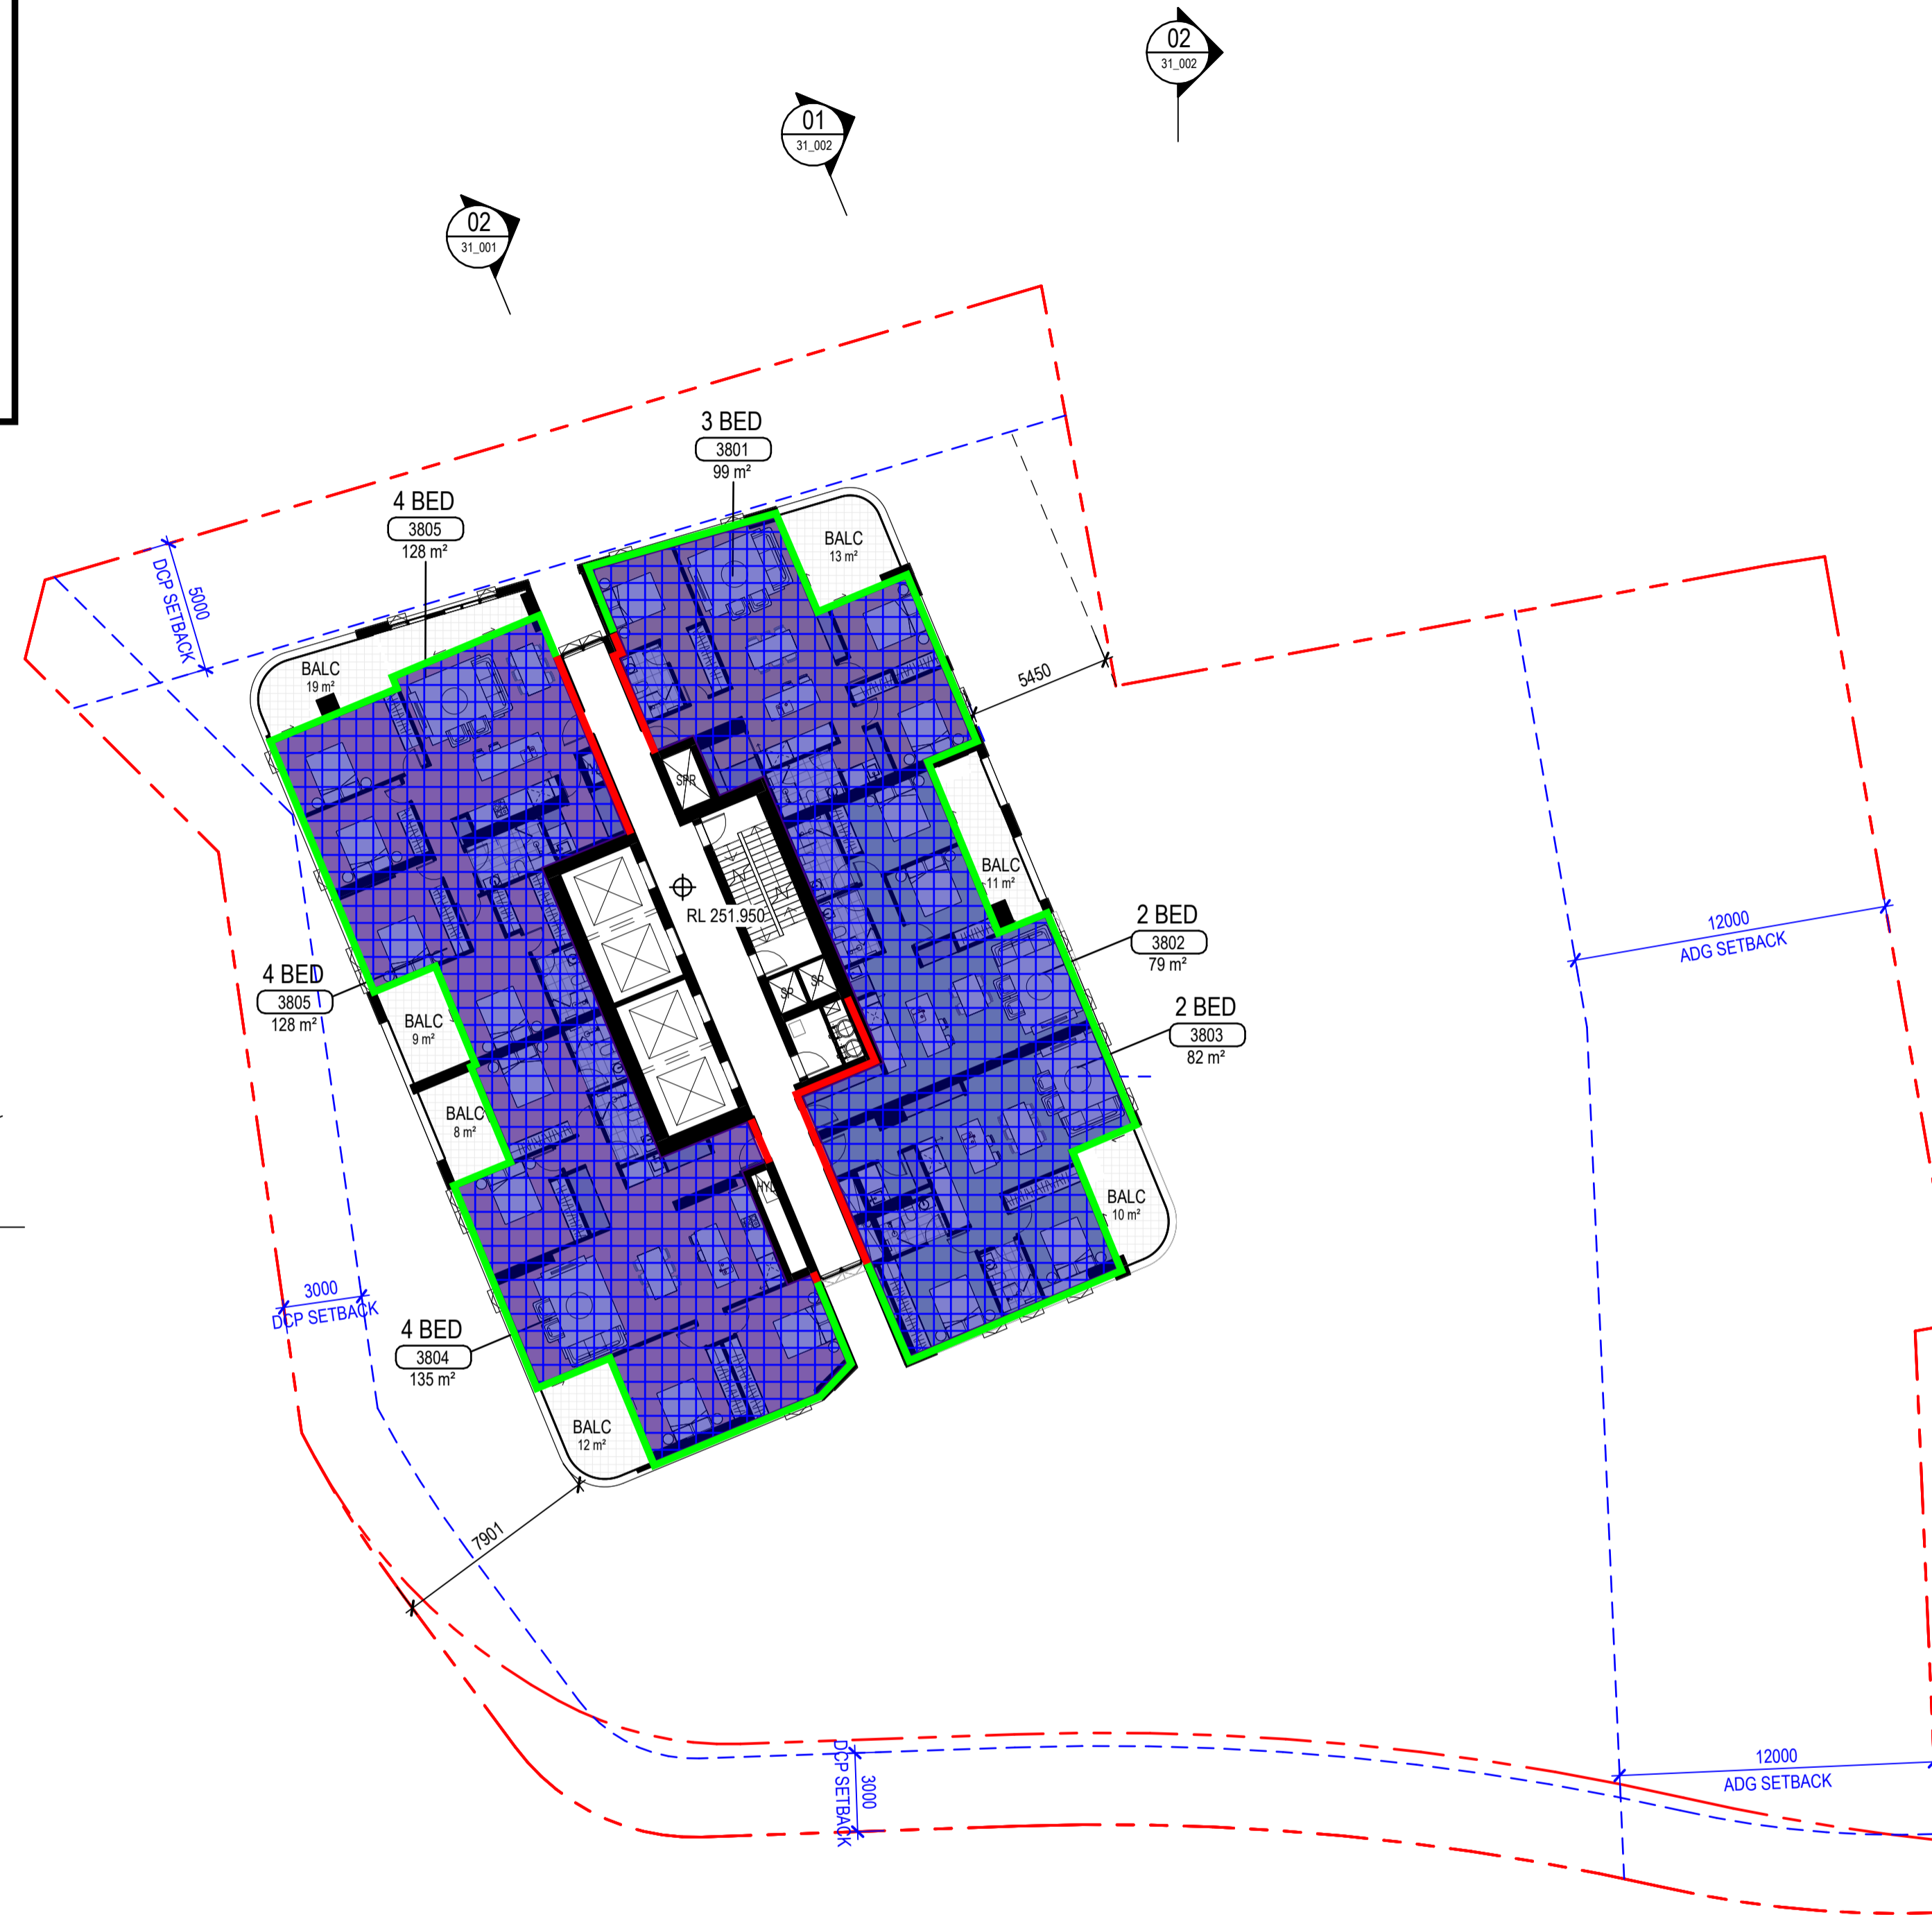 02
31_002
01
31_002
02
31_001
3 BED
3801
99 m²
4 BED
3805
128 m²
BALC
13 m²
5000
DCP SETBACK
BALC
19 m²
5450
SPR
BALC
11 m²
RL 251.950
2 BED
3802
79 m²
12000
ADG SETBACK
4 BED
3805
128 m²
SP
SP
2 BED
3803
82 m²
BALC
9 m²
BALC
8 m²
HYD
BALC
10 m²
3000
DCP SETBACK
4 BED
3804
135 m²
BALC
12 m²
7901
DCP SETBACK
3000
12000
ADG SETBACK